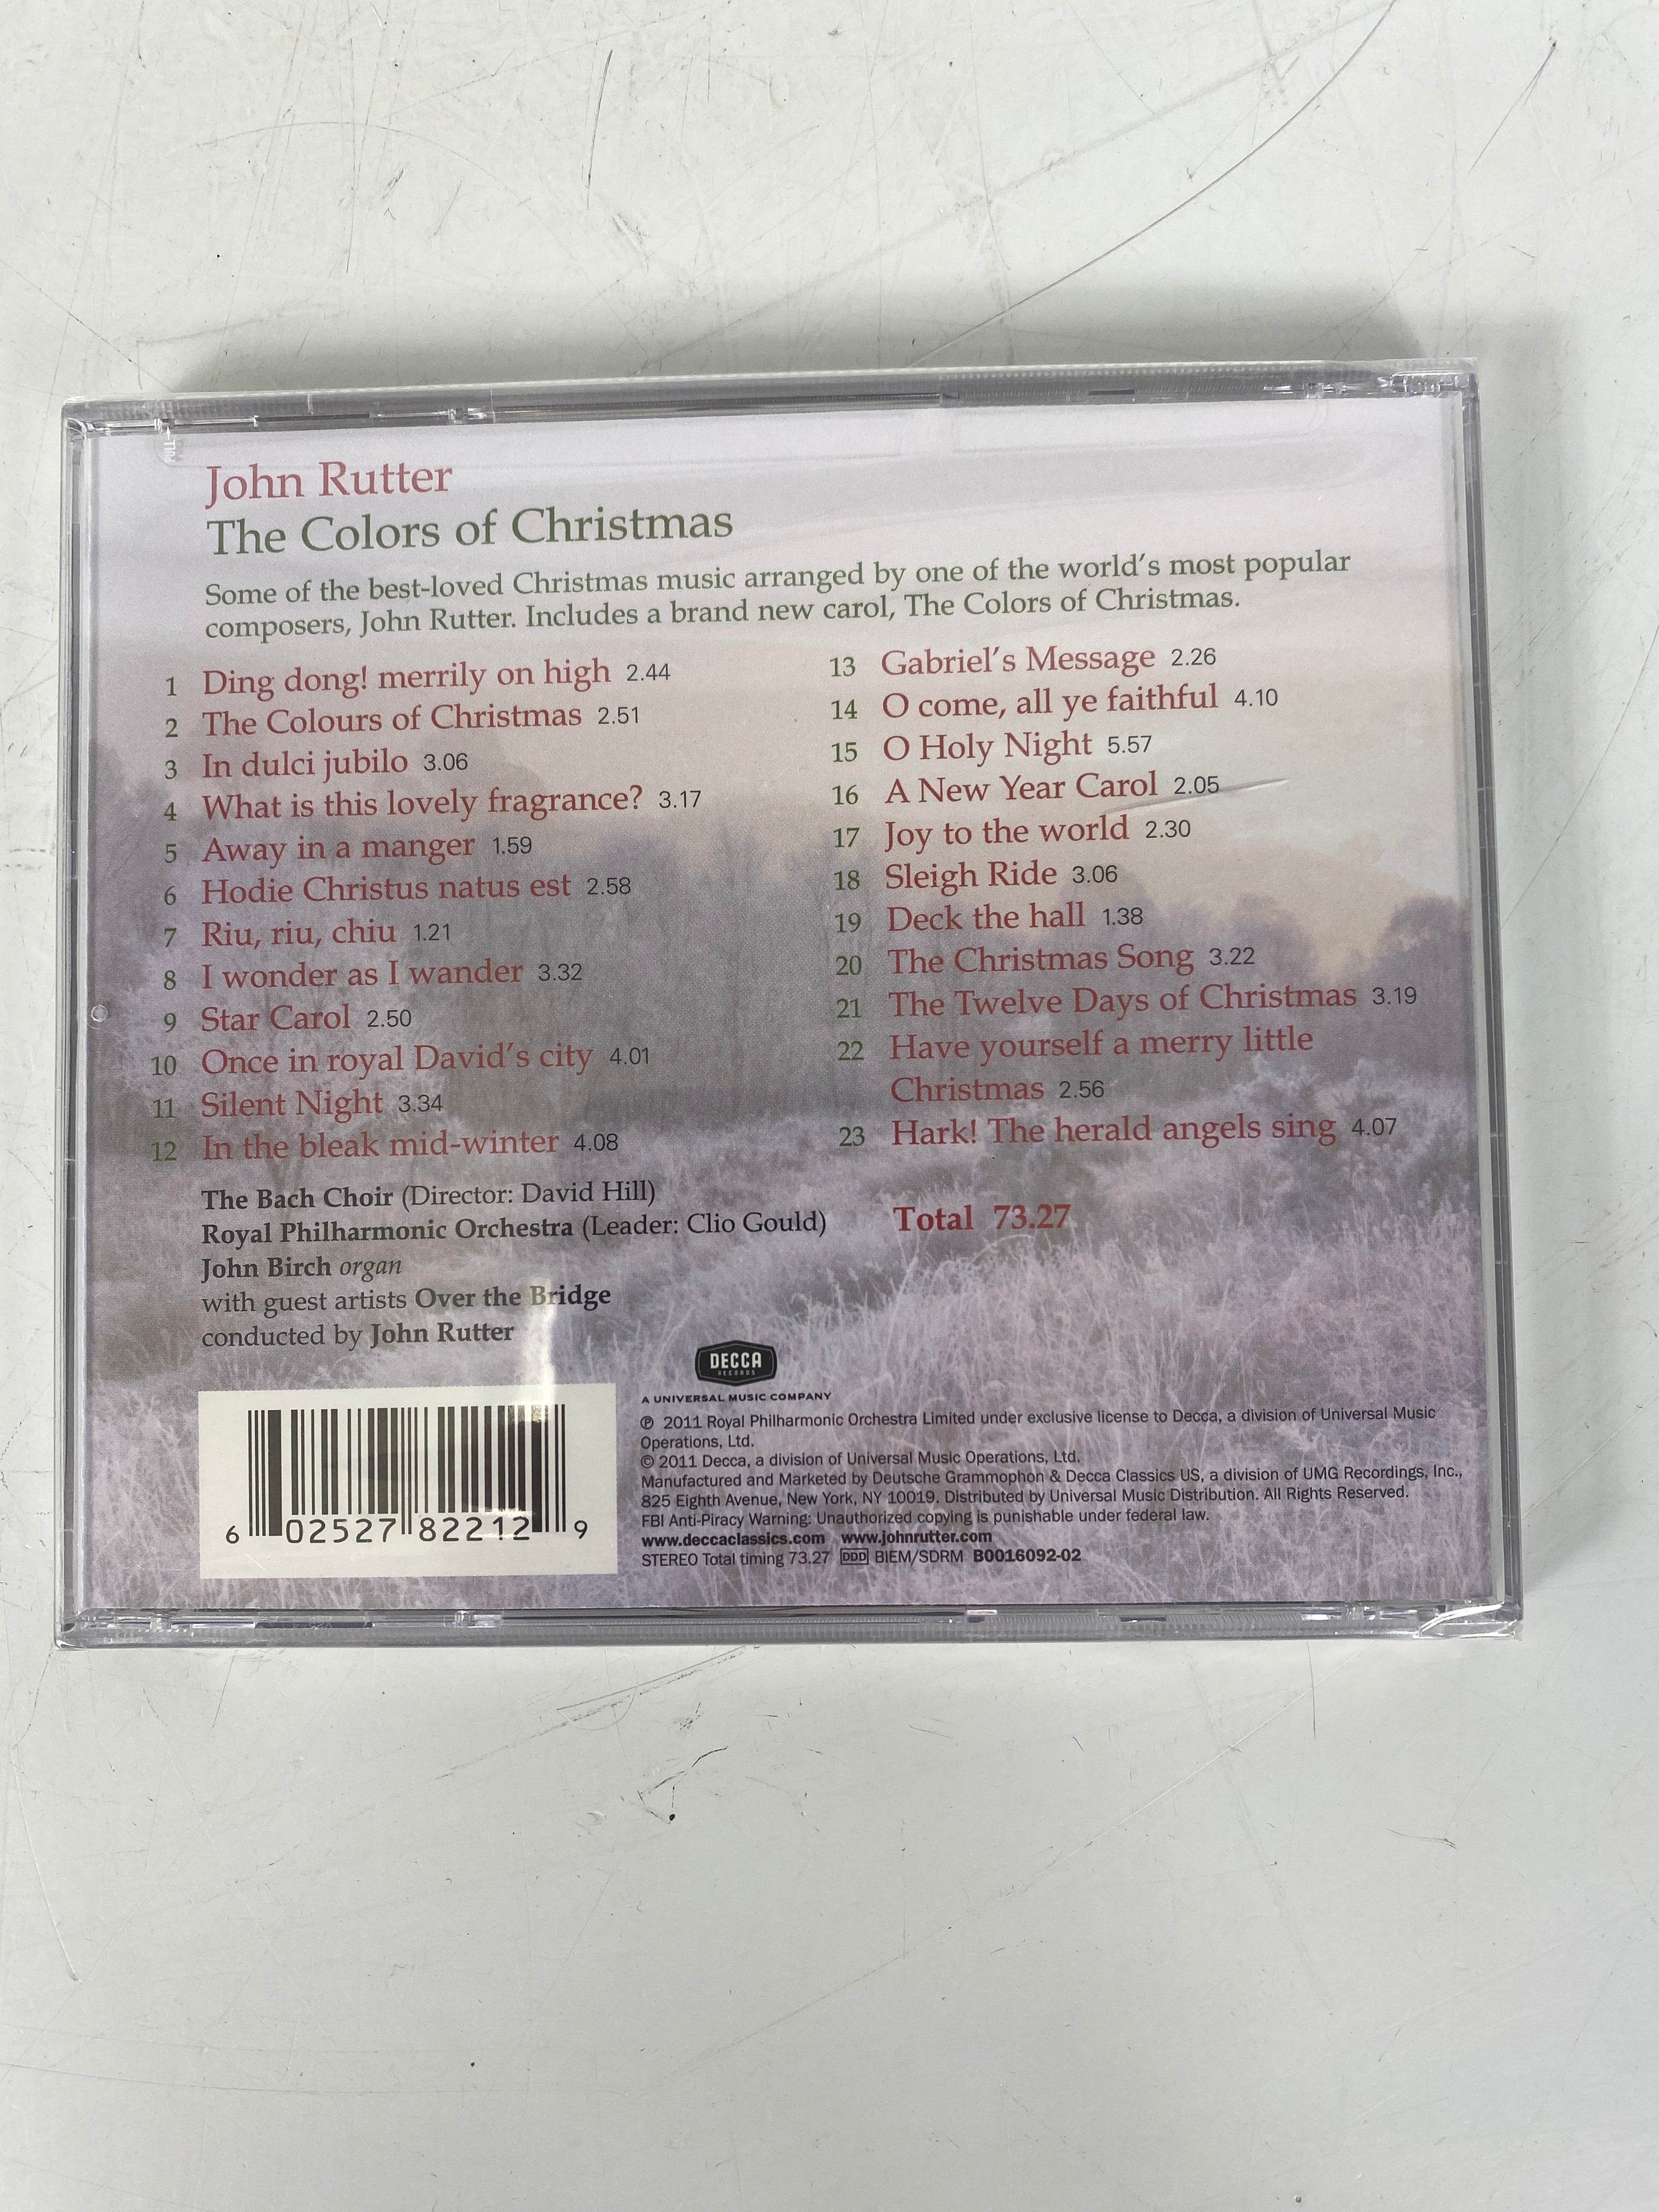 John Rutter
The Colors of Christmas
Some of the best-loved Christmas music arranged by one of the world's most popular
composers, John Rutter. Includes a brand new carol, The Colors of Christmas.
1 Ding dong! merrily on high 2.44
2 The Colours of Christmas 2.51
3 In dulci jubilo 3.06
4 What is this lovely fragrance? 3.17
5 Away in a manger 1.59
6 Hodie Christus natus est 2.58
7 Riu, riu, chiu 1.21
8 I wonder as I wander 3.32
9 Star Carol 2.50
10 Once in royal David's city 4.01
11 Silent Night 3.34
12 In the bleak mid-winter 4.08
13 Gabriel's Message 2.26
14 O come, all ye faithful 4.10
15 O Holy Night 5.57
16 A New Year Carol 2.05
17 Joy to the world 2.30
18 Sleigh Ride 3.06
19 Deck the hall 1.38
20 The Christmas Song 3.22
21 The Twelve Days of Christmas 3.19
22 Have yourself a merry little
Christmas 2.56
23 Hark! The herald angels sing 4.07
The Bach Choir (Director: David Hill)
Royal Philharmonic Orchestra (Leader: Clio Gould)
John Birch organ
with guest artists Over the Bridge
conducted by John Rutter
Total 73.27
DECCA
RECORDS
A UNIVERSAL MUSIC COMPANY
℗ 2011 Royal Philharmonic Orchestra Limited under exclusive license to Decca, a division of Universal Music
Operations, Ltd.
© 2011 Decca, a division of Universal Music Operations, Ltd.
Manufactured and Marketed by Deutsche Grammophon & Decca Classics US, a division of UMG Recordings, Inc.,
825 Eighth Avenue, New York, NY 10019. Distributed by Universal Music Distribution. All Rights Reserved.
FBI Anti-Piracy Warning: Unauthorized copying is punishable under federal law.
www.deccaclassics.com www.johnrutter.com
STEREO Total timing 73.27 DDD BIEM/SDRM B0016092-02
6 02527 82212 9